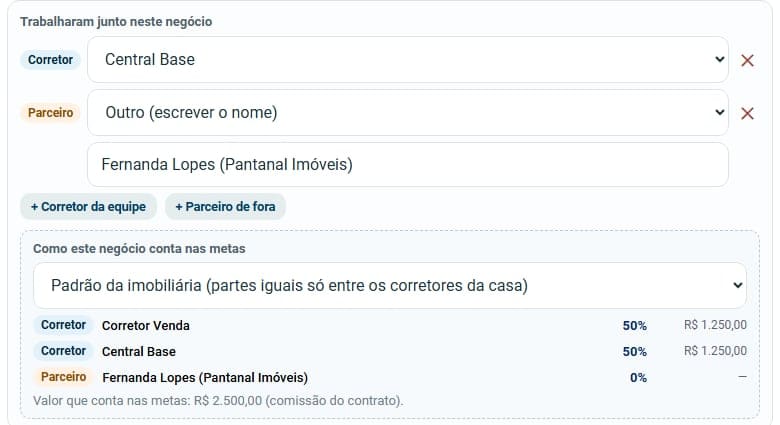 Trabalharam junto neste negócio
Corretor Central Base
Parceiro Outro (escrever o nome)
Fernanda Lopes (Pantanal Imóveis)
+ Corretor da equipe + Parceiro de fora
Como este negócio conta nas metas
Padrão da imobiliária (partes iguais só entre os corretores da casa)
Corretor Corretor Venda 50% R$ 1.250,00
Corretor Central Base 50% R$ 1.250,00
Parceiro Fernanda Lopes (Pantanal Imóveis) 0% —
Valor que conta nas metas: R$ 2.500,00 (comissão do contrato).